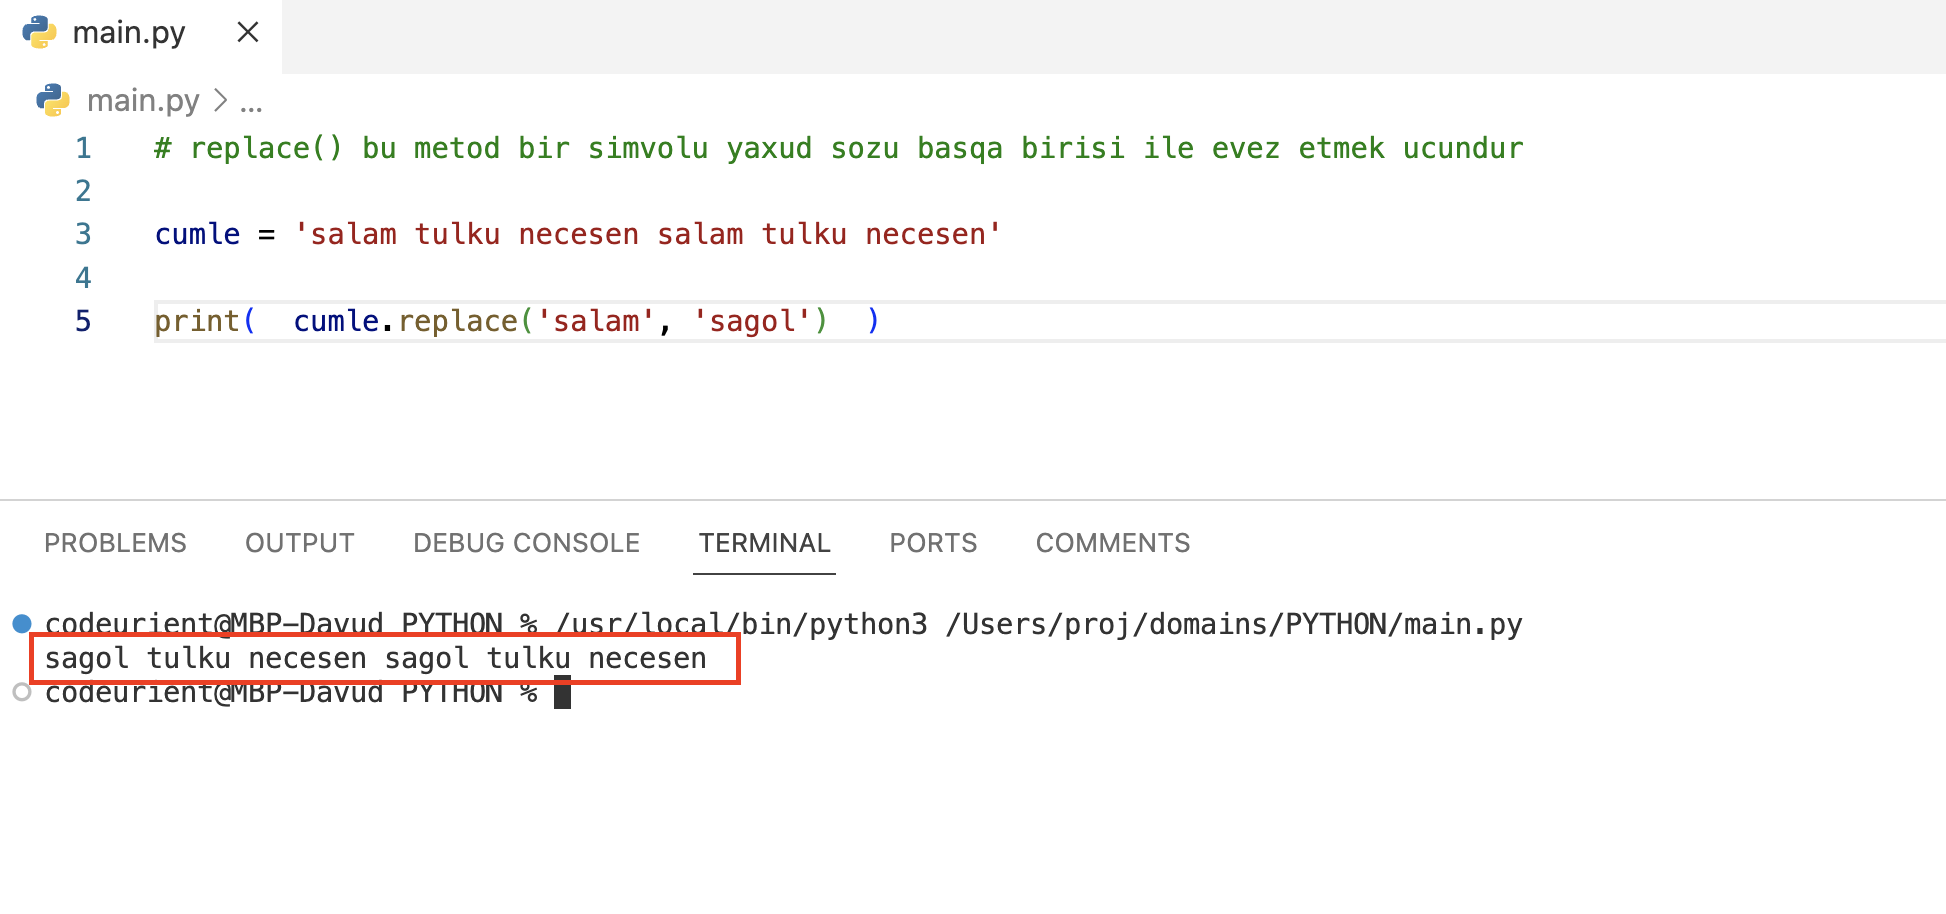 main.py
main.py > ...
1 # replace() bu metod bir simvolu yaxud sozu basqa birisi ile evez etmek ucundur
2
3 cumle = 'salam tulku necesen salam tulku necesen'
4
5 print(  cumle.replace('salam', 'sagol')  )
PROBLEMS OUTPUT DEBUG CONSOLE TERMINAL PORTS COMMENTS
codeurient@MBP-Davud PYTHON % /usr/local/bin/python3 /Users/proj/domains/PYTHON/main.py
sagol tulku necesen sagol tulku necesen
codeurient@MBP-Davud PYTHON %